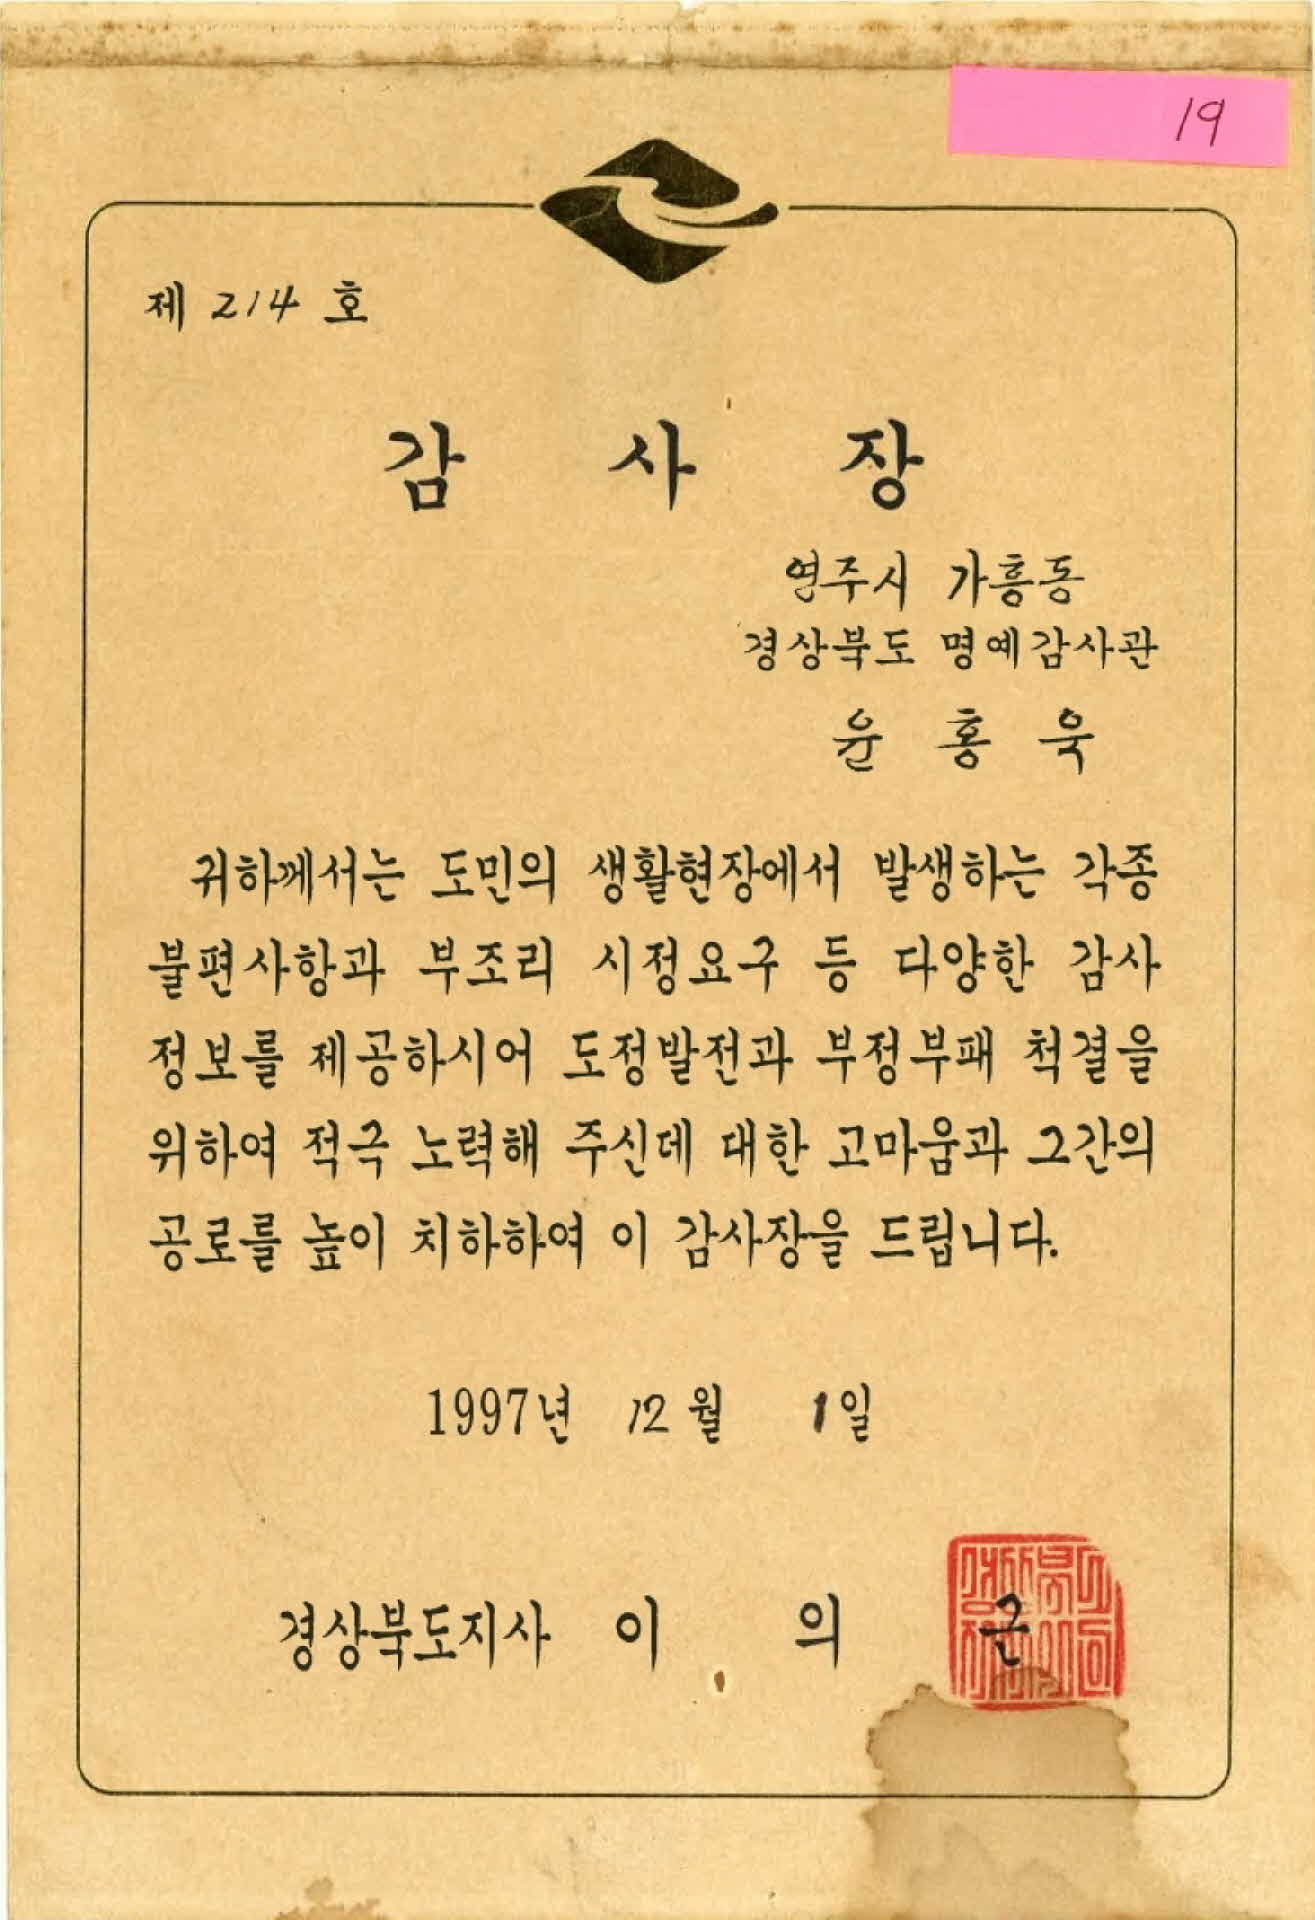 19
제 214 호
감 사 장
영주시 가흥동
경상북도 명예감사관
윤 홍 욱
귀하께서는 도민의 생활현장에서 발생하는 각종
불편사항과 부조리 시정요구 등 다양한 감사
정보를 제공하시어 도정발전과 부정부패 척결을
위하여 적극 노력해 주신데 대한 고마움과 그간의
공로를 높이 치하하여 이 감사장을 드립니다.
1997년 12월 1일
경상북도지사 이 의 근